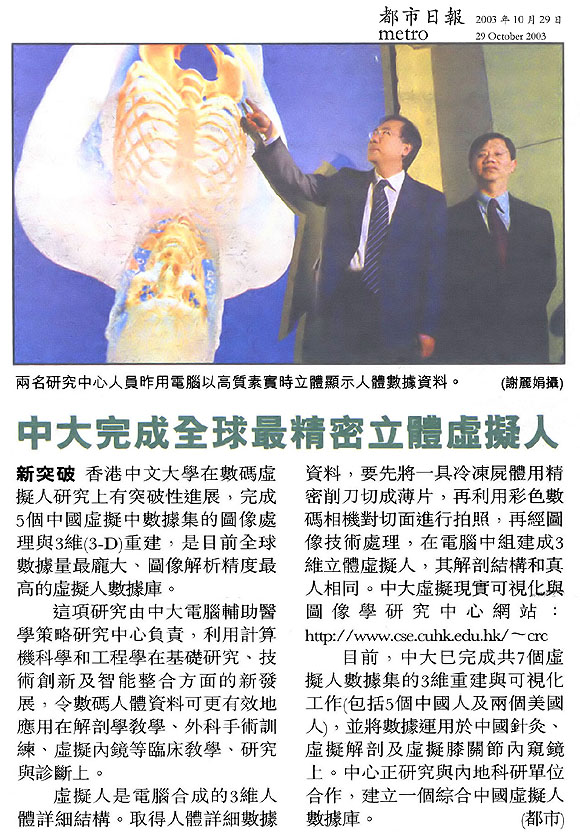 都市日報 2003年10月29日
metro 29 October 2003
兩名研究中心人員昨用電腦以高質素實時立體顯示人體數據資料。 (謝麗娟攝)
中大完成全球最精密立體虛擬人
新突破 香港中文大學在數碼虛
擬人研究上有突破性進展，完成
5個中國虛擬中數據集的圖像處
理與3維(3-D)重建，是目前全球
數據量最龐大、圖像解析精度最
高的虛擬人數據庫。
這項研究由中大電腦輔助醫
學策略研究中心負責，利用計算
機科學和工程學在基礎研究、技
術創新及智能整合方面的新發
展，令數碼人體資料可更有效地
應用在解剖學教學、外科手術訓
練、虛擬內鏡等臨床教學、研究
與診斷上。
虛擬人是電腦合成的3維人
體詳細結構。取得人體詳細數據
資料，要先將一具冷凍屍體用精
密削刀切成薄片，再利用彩色數
碼相機對切面進行拍照，再經圖
像技術處理，在電腦中組建成3
維立體虛擬人，其解剖結構和真
人相同。中大虛擬現實可視化與
圖像學研究中心網站：
http://www.cse.cuhk.edu.hk/～crc
目前，中大已完成共7個虛
擬人數據集的3維重建與可視化
工作(包括5個中國人及兩個美國
人)，並將數據運用於中國針灸、
虛擬解剖及虛擬膝關節內窺鏡
上。中心正研究與內地科研單位
合作，建立一個綜合中國虛擬人
數據庫。 (都市)